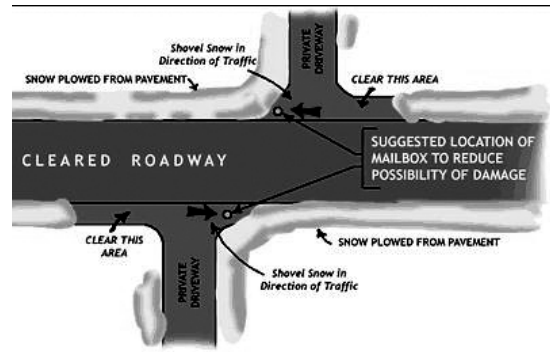 Shovel Snow in
Direction of Traffic
PRIVATE
DRIVEWAY
SNOW PLOWED FROM PAVEMENT
CLEAR THIS AREA
CLEARED ROADWAY
SUGGESTED LOCATION OF
MAILBOX TO REDUCE
POSSIBILITY OF DAMAGE
CLEAR THIS
AREA
SNOW PLOWED FROM PAVEMENT
PRIVATE
DRIVEWAY
Shovel Snow in
Direction of Traffic